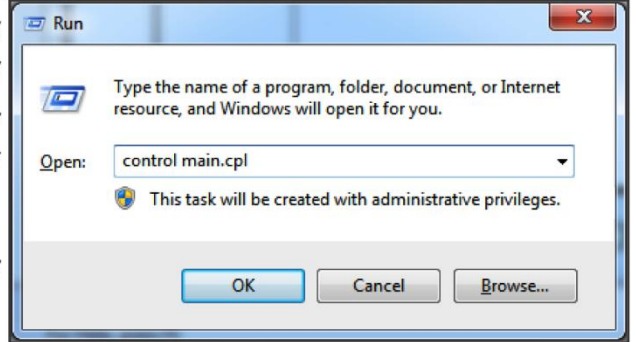 Run
Type the name of a program, folder, document, or Internet
resource, and Windows will open it for you.
Open: control main.cpl
This task will be created with administrative privileges.
OK Cancel Browse...